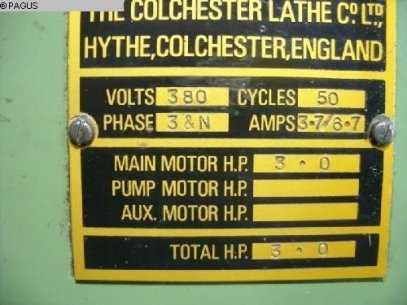 © PAGUS
THE COLCHESTER LATHE Co LTD,
HYTHE, COLCHESTER, ENGLAND
VOLTS 380 CYCLES 50
PHASE 3&N AMPS 3·7/6·7
MAIN MOTOR H.P. 3·0
PUMP MOTOR H.P.
AUX. MOTOR H.P.
TOTAL H.P. 3·0